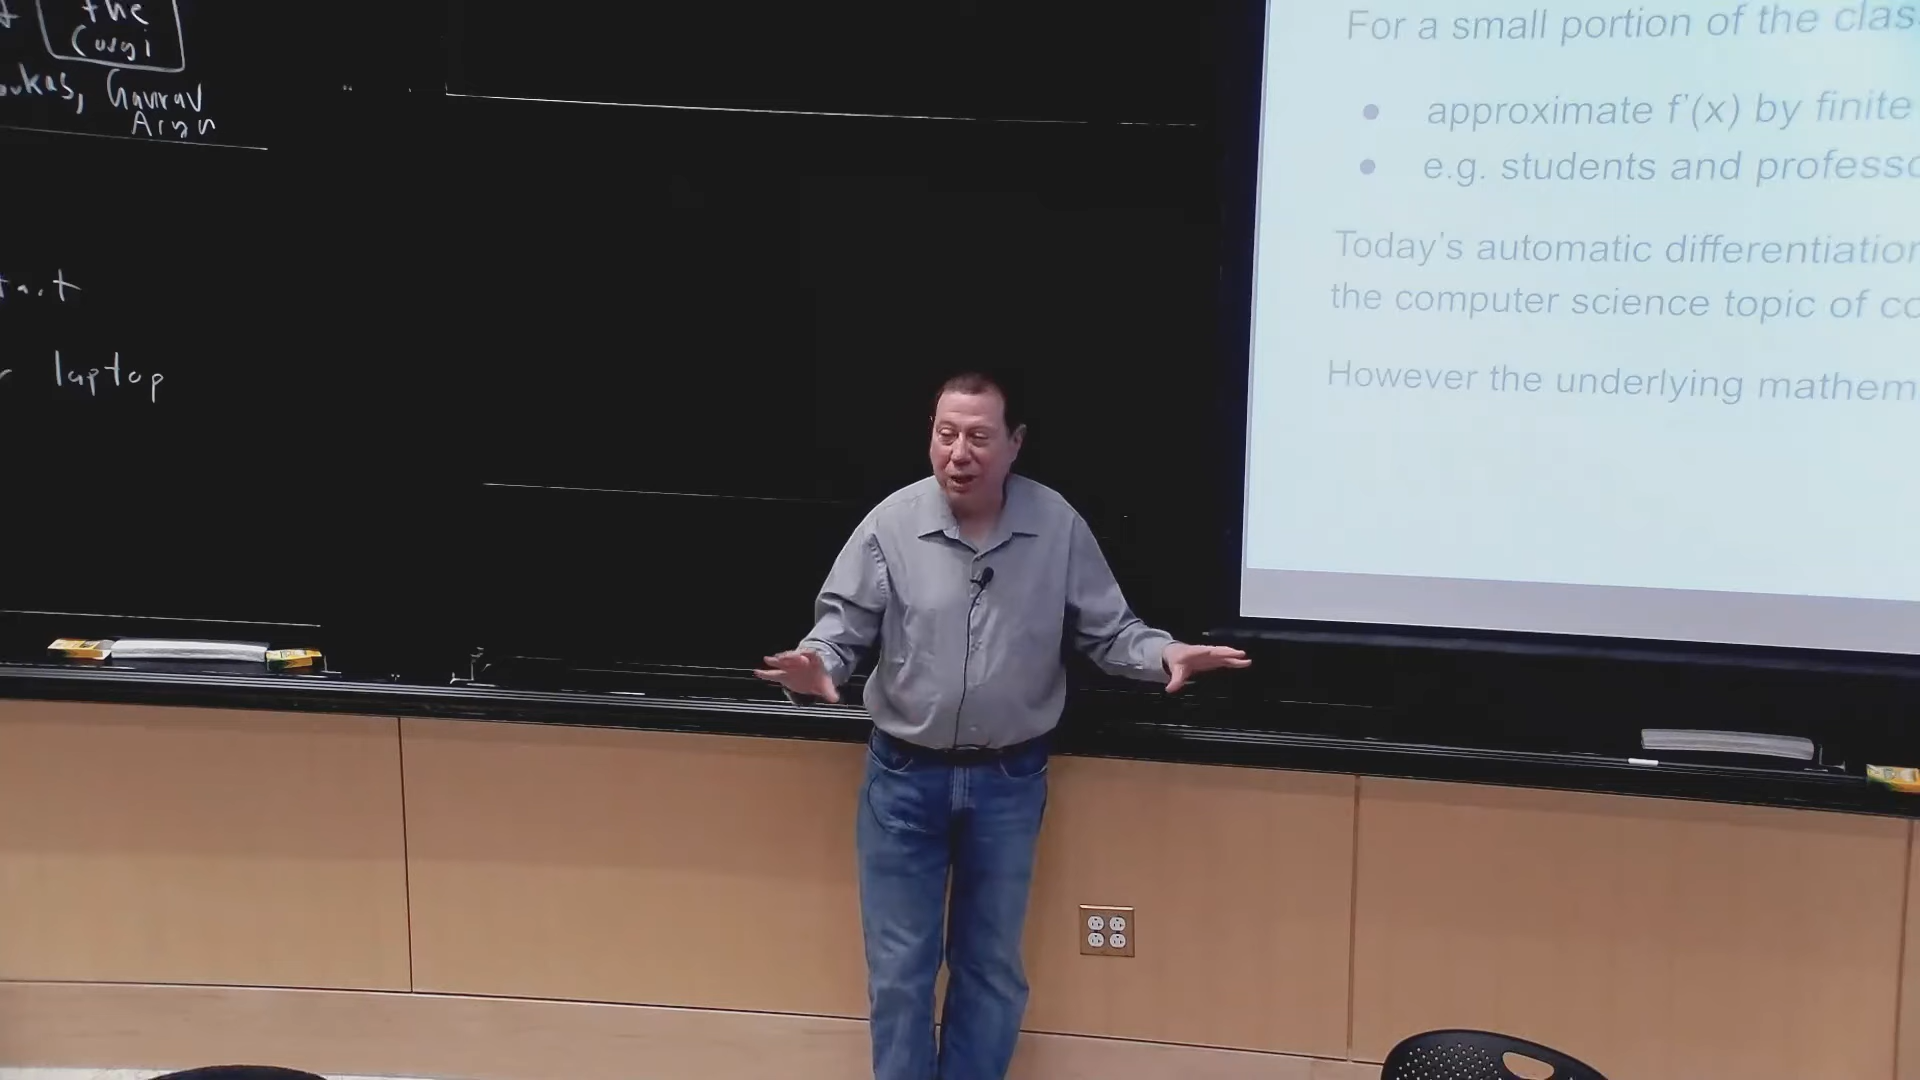 the
Corgi
Gaurav
Aryn
laptop
For a small portion of the clas
• approximate f'(x) by finite
• e.g. students and professo
Today's automatic differentiation
the computer science topic of co
However the underlying mathem